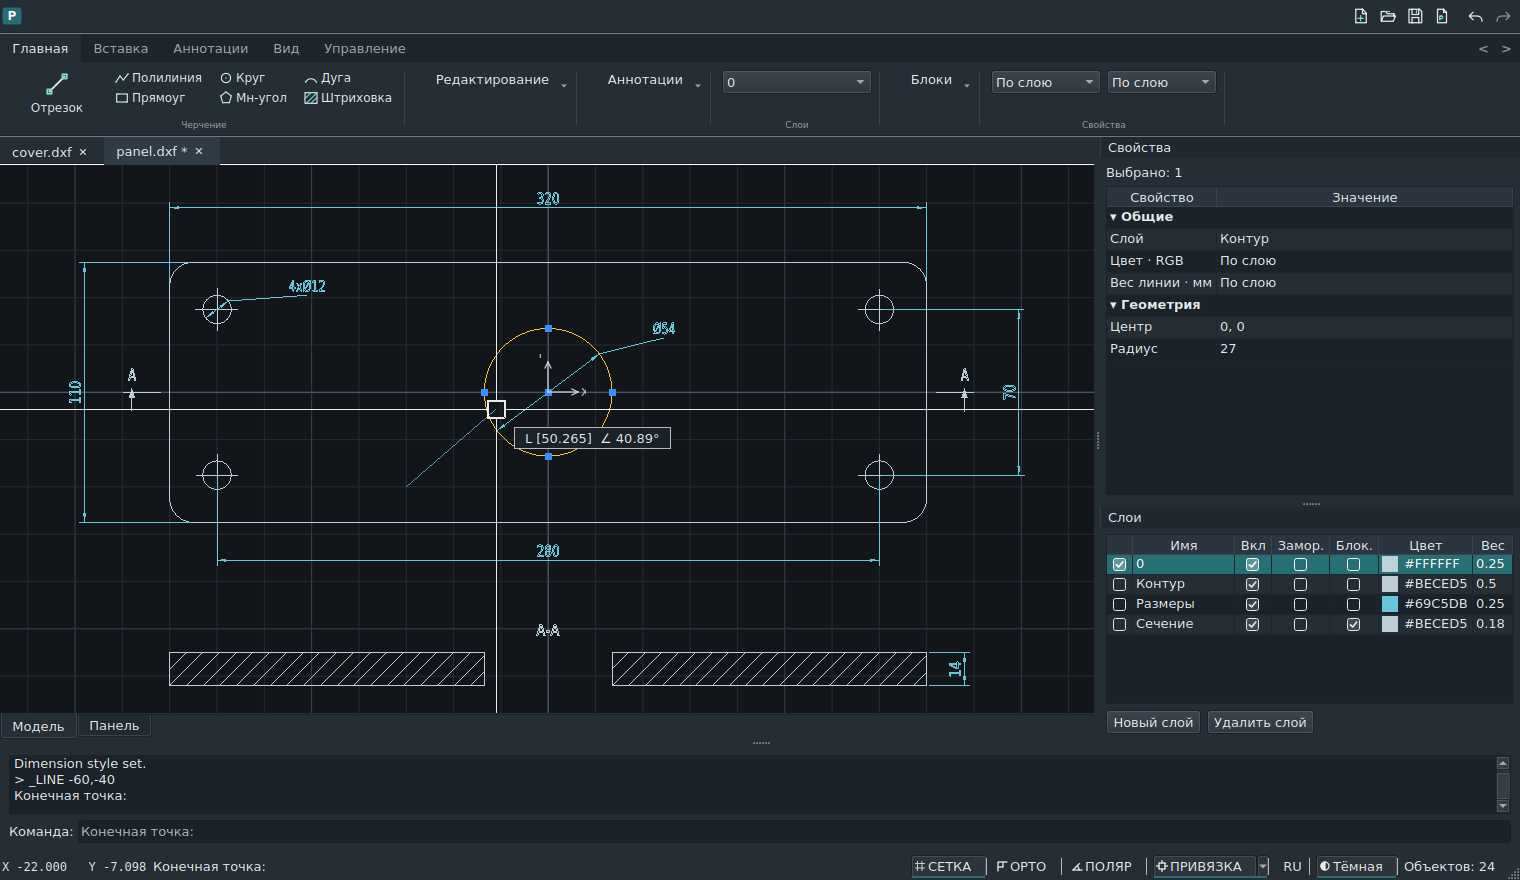 P
Главная Вставка Аннотации Вид Управление < >
Отрезок
Полилиния Круг Дуга
Прямоуг Мн-угол Штриховка
Черчение
Редактирование
Аннотации
0
Слои
Блоки
По слою По слою
Свойства
cover.dxf × panel.dxf * ×
320
4xØ12
Ø54
110
A
A
70
X
L [50.265] ∠ 40.89°
280
A-A
14
Свойства
Выбрано: 1
Свойство Значение
▾ Общие
Слой Контур
Цвет · RGB По слою
Вес линии · мм По слою
▾ Геометрия
Центр 0, 0
Радиус 27
Слои
Имя Вкл Замор. Блок. Цвет Вес
0 #FFFFFF 0.25
Контур #BECED5 0.5
Размеры #69C5DB 0.25
Сечение #BECED5 0.18
Новый слой Удалить слой
Модель Панель
Dimension style set.
> _LINE -60,-40
Конечная точка:
Команда: Конечная точка:
X -22.000 Y -7.098 Конечная точка:
СЕТКА ОРТО ПОЛЯР ПРИВЯЗКА RU Тёмная Объектов: 24